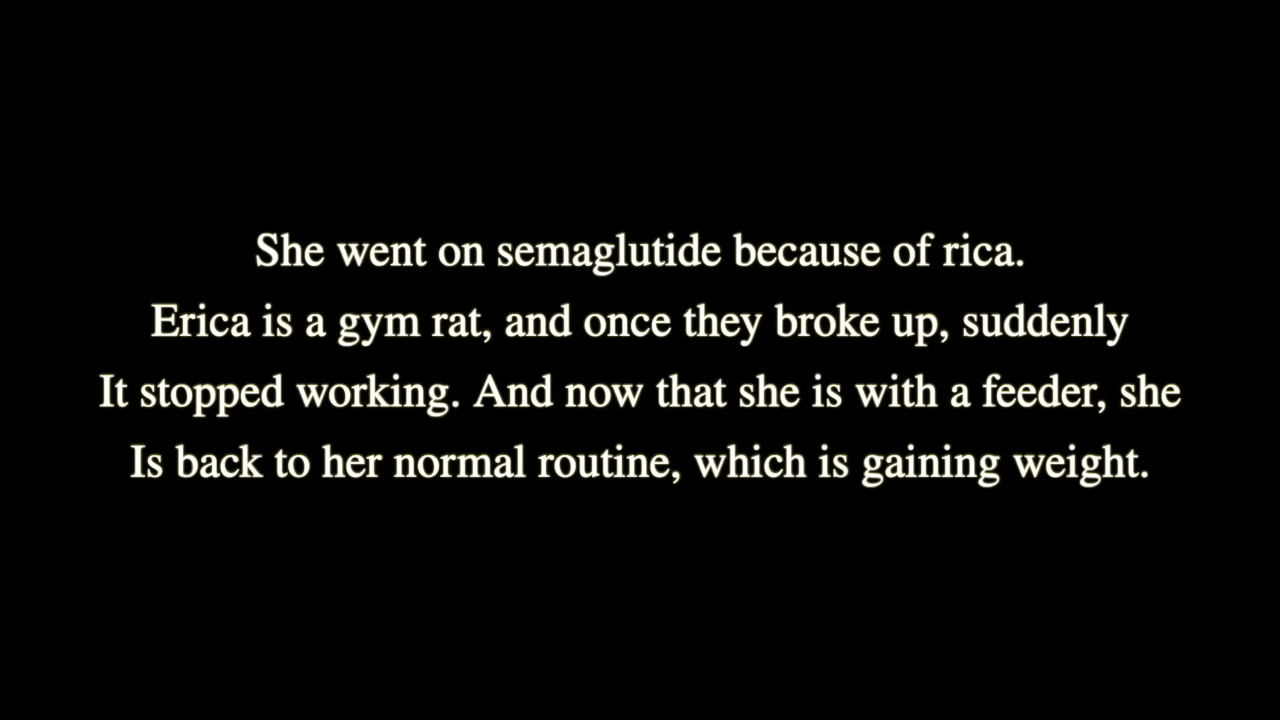 She went on semaglutide because of rica.
Erica is a gym rat, and once they broke up, suddenly
It stopped working. And now that she is with a feeder, she
Is back to her normal routine, which is gaining weight.